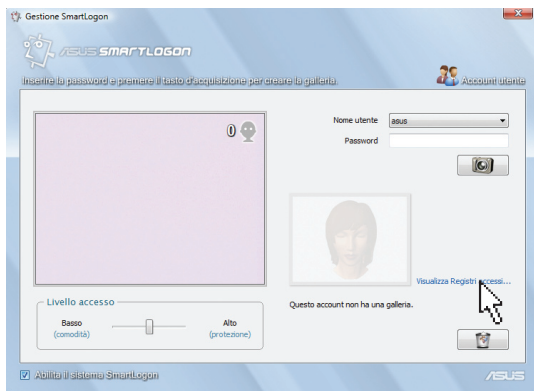 Gestione SmartLogon
ASUS SMARTLOGON
Inserire la password e premere il tasto d'acquisizione per creare la galleria.
Account utente
0
Nome utente asus
Password
Visualizza Registri accessi...
Questo account non ha una galleria.
Livello accesso
Basso
(comodità)
Alto
(protezione)
Abilita il sistema SmartLogon
ASUS